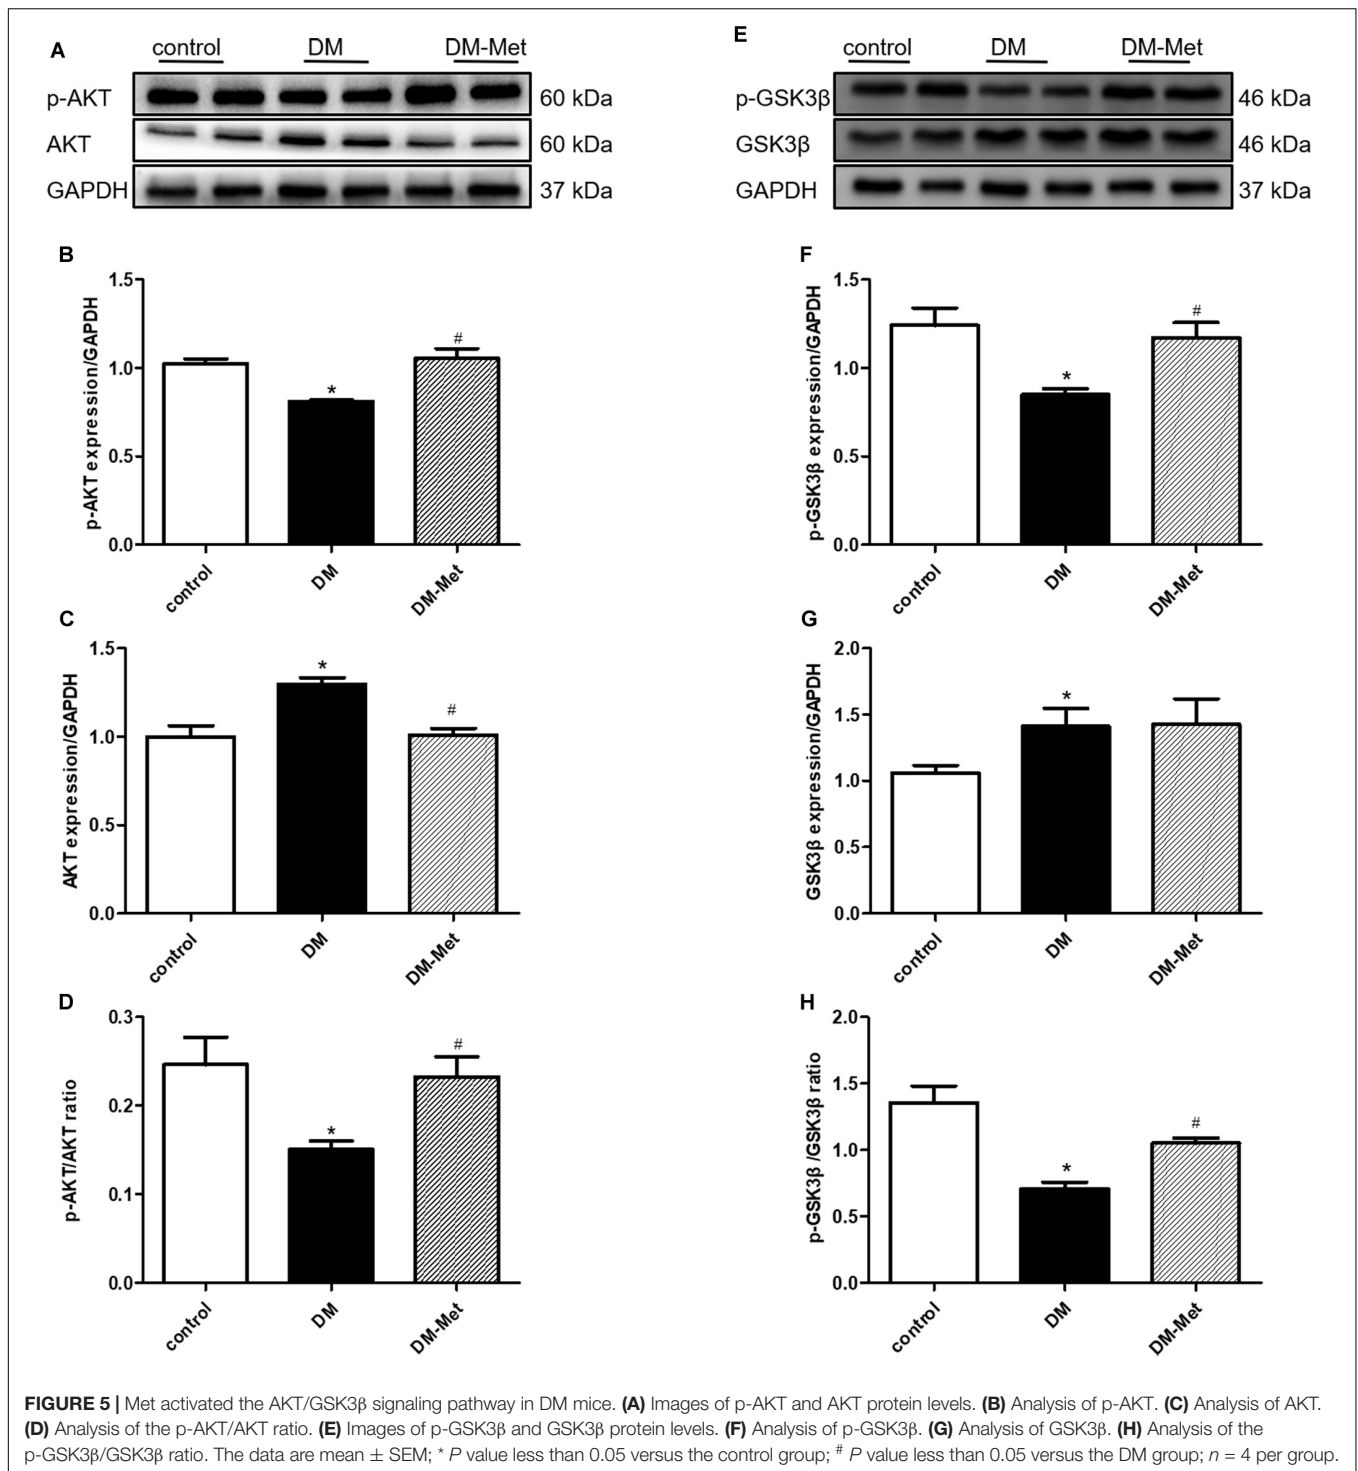 A
control DM DM-Met
p-AKT 60 kDa
AKT 60 kDa
GAPDH 37 kDa
E
control DM DM-Met
p-GSK3β 46 kDa
GSK3β 46 kDa
GAPDH 37 kDa
B
p-AKT expression/GAPDH
1.5
1.0
0.5
0.0
*
#
control DM DM-Met
F
p-GSK3β expression/GAPDH
1.5
1.0
0.5
0.0
*
#
control DM DM-Met
C
AKT expression/GAPDH
1.5
1.0
0.5
0.0
*
#
control DM DM-Met
G
GSK3β expression/GAPDH
2.0
1.5
1.0
0.5
0.0
*
control DM DM-Met
D
p-AKT/AKT ratio
0.3
0.2
0.1
0.0
*
#
control DM DM-Met
H
p-GSK3β /GSK3β ratio
2.0
1.5
1.0
0.5
0.0
*
#
control DM DM-Met
FIGURE 5 | Met activated the AKT/GSK3β signaling pathway in DM mice. (A) Images of p-AKT and AKT protein levels. (B) Analysis of p-AKT. (C) Analysis of AKT.
(D) Analysis of the p-AKT/AKT ratio. (E) Images of p-GSK3β and GSK3β protein levels. (F) Analysis of p-GSK3β. (G) Analysis of GSK3β. (H) Analysis of the
p-GSK3β/GSK3β ratio. The data are mean ± SEM; * P value less than 0.05 versus the control group; # P value less than 0.05 versus the DM group; n = 4 per group.